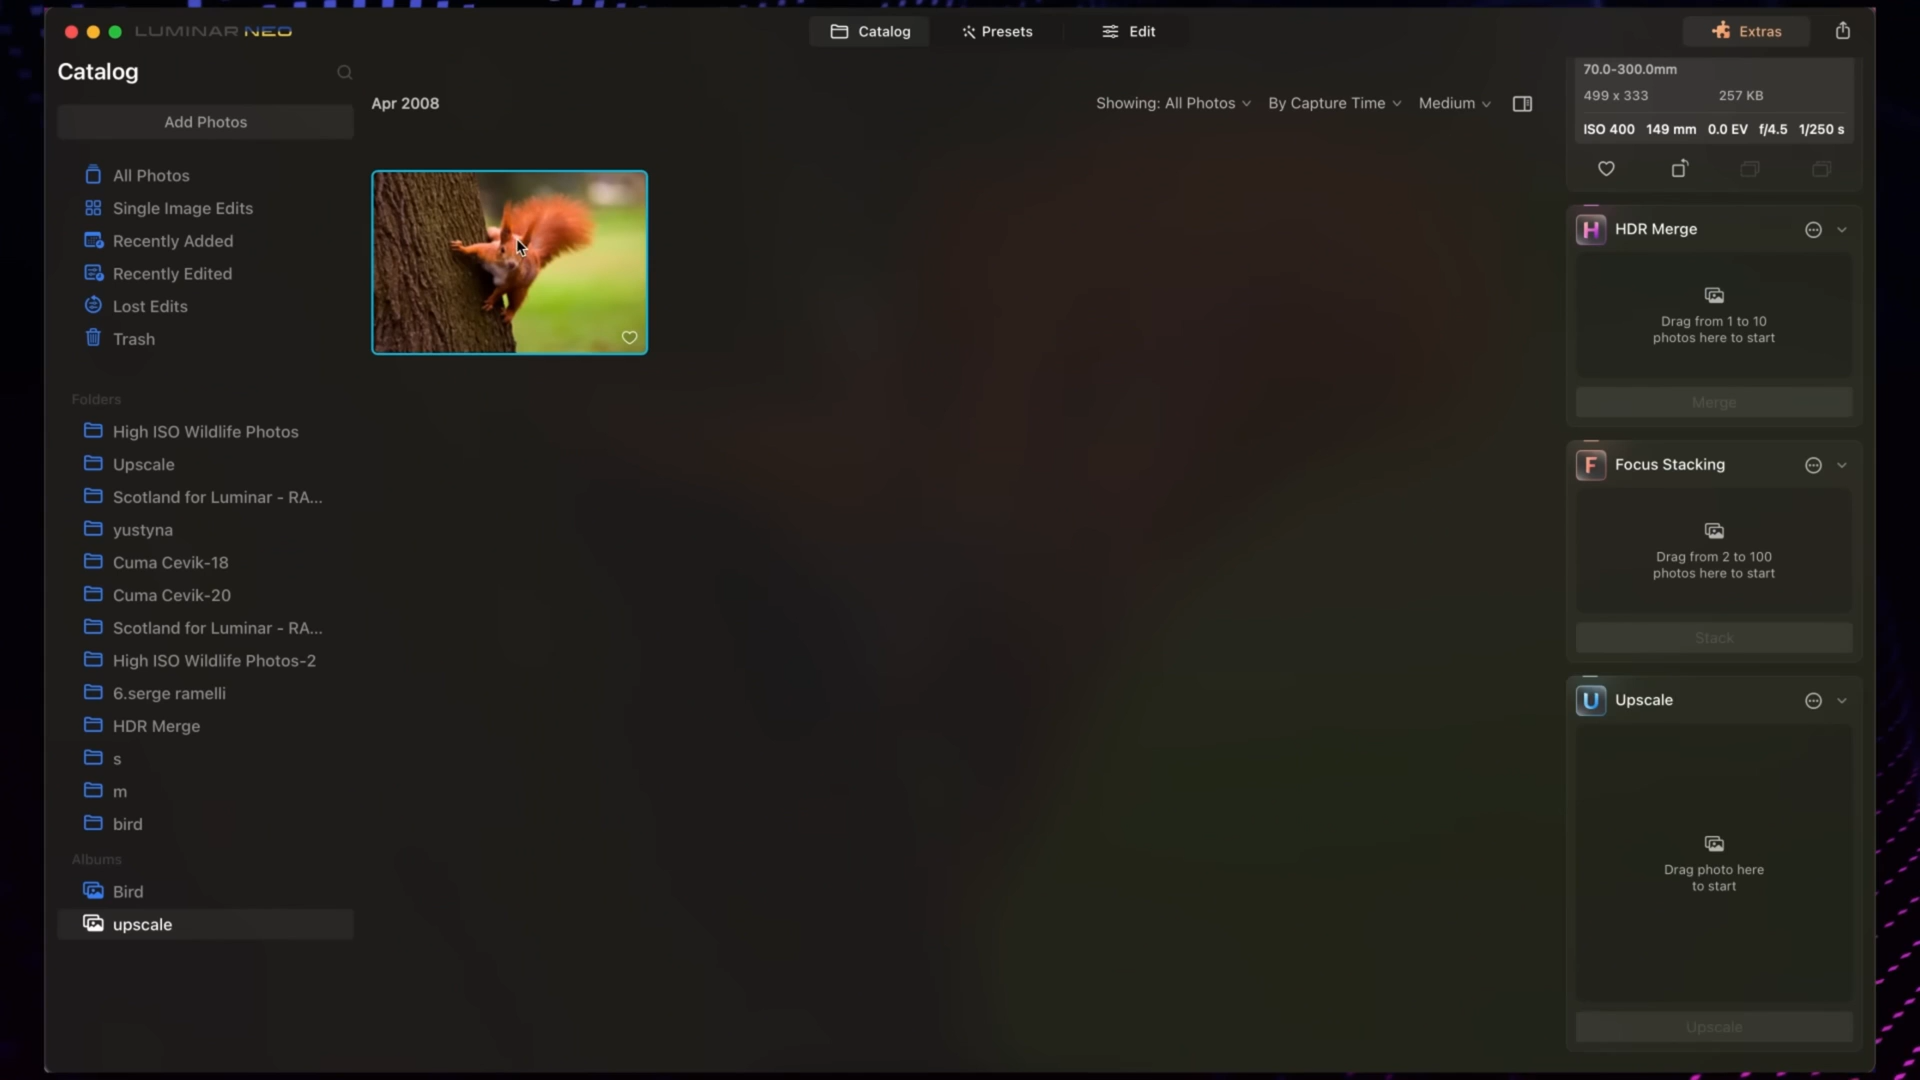 LUMINAR NEO
Catalog
Presets
Edit
Extras
Catalog
Add Photos
All Photos
Single Image Edits
Recently Added
Recently Edited
Lost Edits
Trash
Folders
High ISO Wildlife Photos
Upscale
Scotland for Luminar - RA...
yustyna
Cuma Cevik-18
Cuma Cevik-20
Scotland for Luminar - RA...
High ISO Wildlife Photos-2
6.serge ramelli
HDR Merge
s
m
bird
Albums
Bird
upscale
Apr 2008
Showing: All Photos
By Capture Time
Medium
70.0-300.0mm
499 x 333 257 KB
ISO 400 149 mm 0.0 EV f/4.5 1/250 s
H HDR Merge
Drag from 1 to 10
photos here to start
Merge
F Focus Stacking
Drag from 2 to 100
photos here to start
Stack
U Upscale
Drag photo here
to start
Upscale